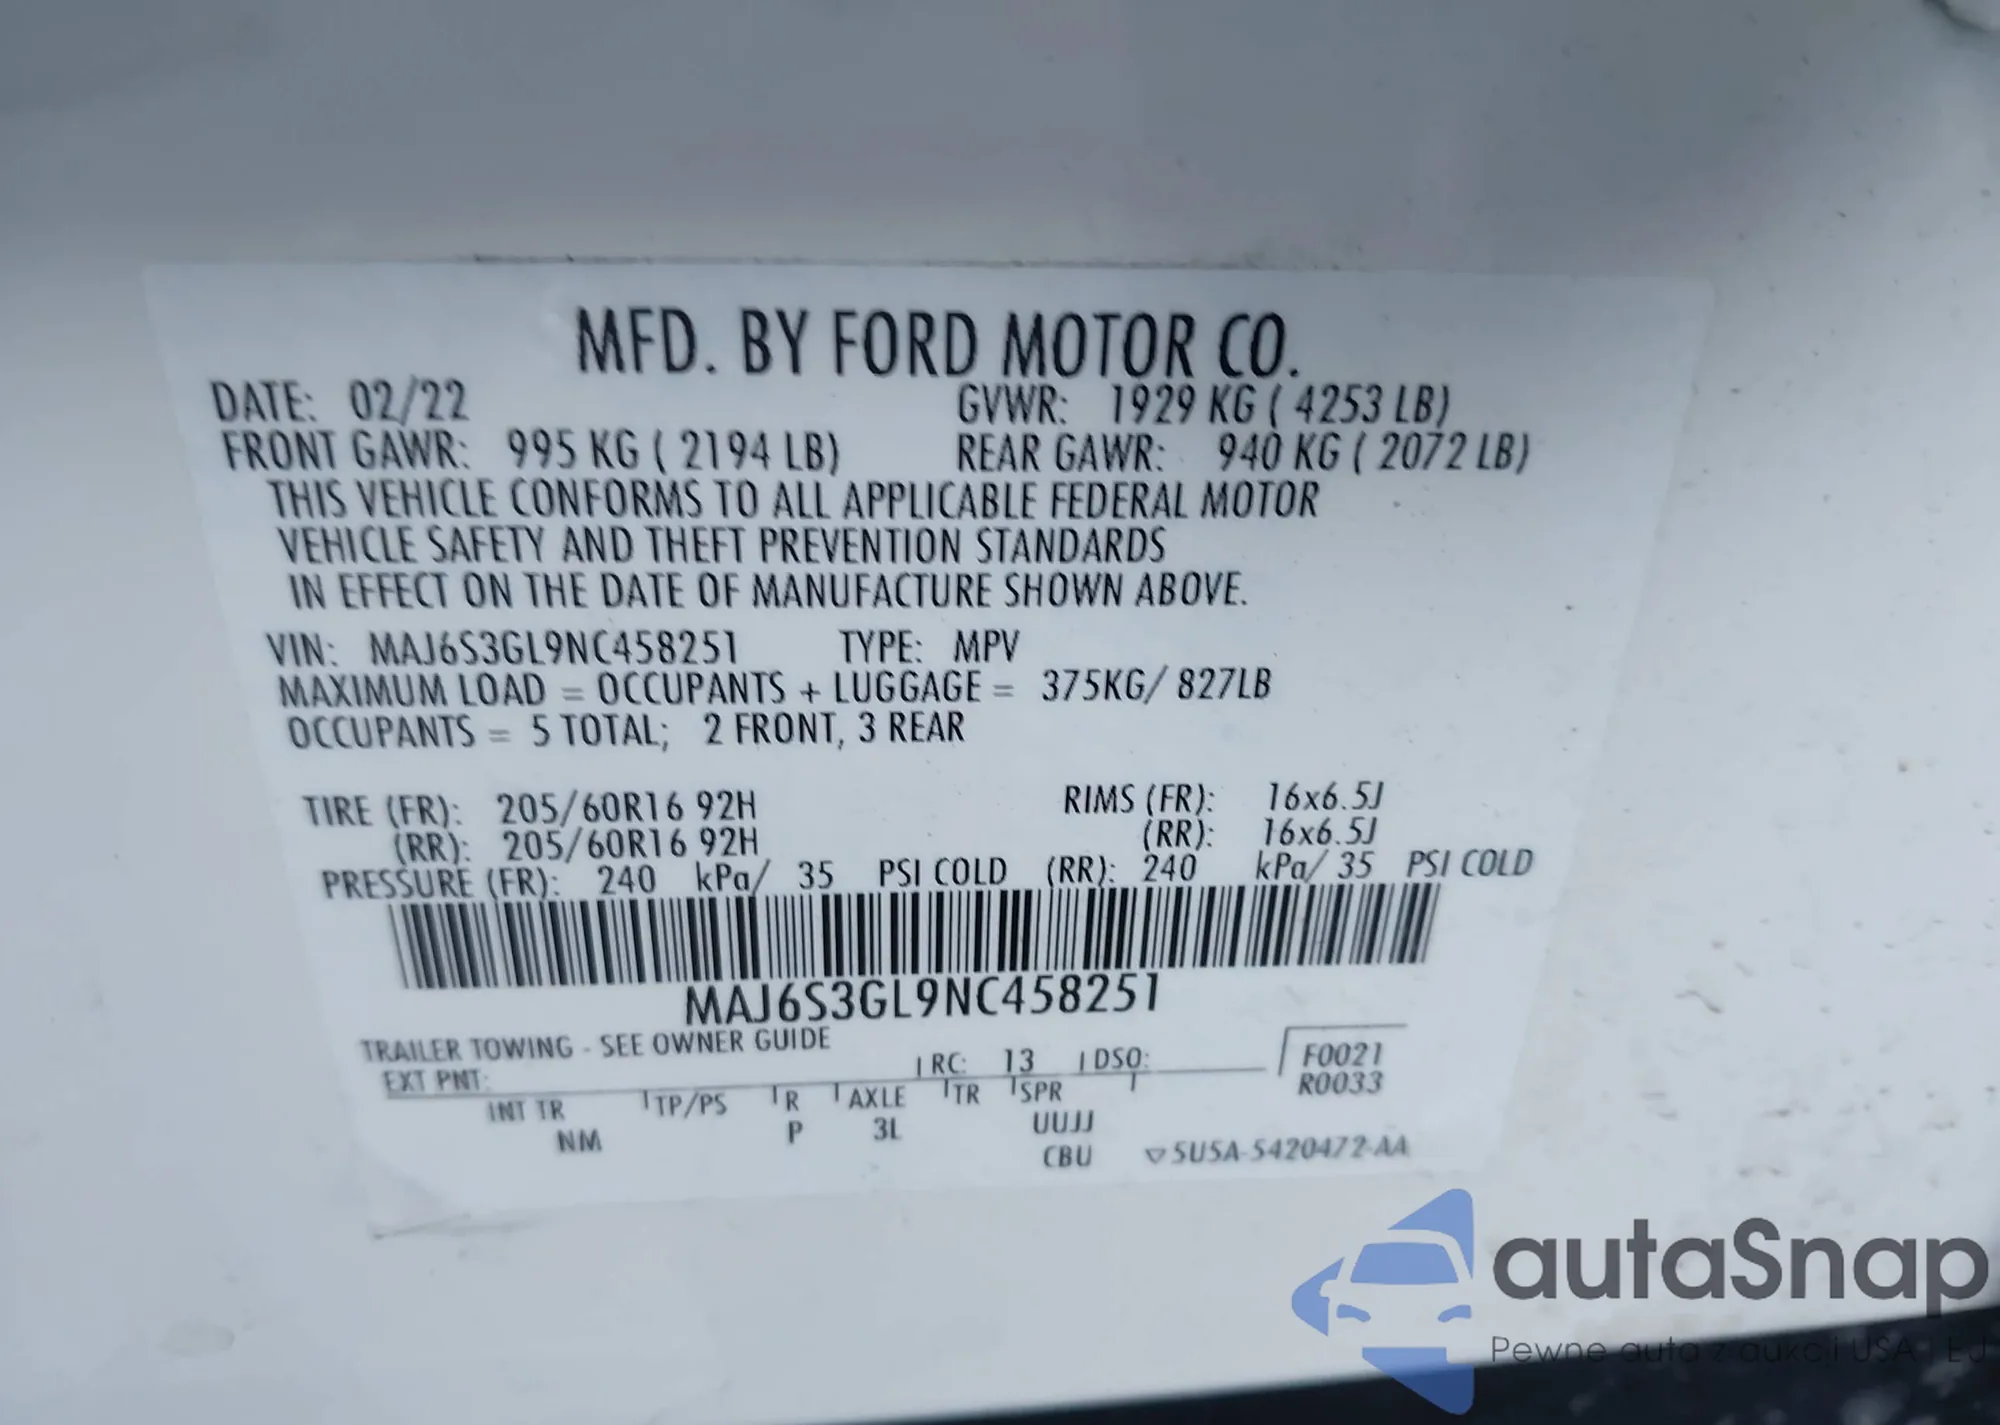 MFD. BY FORD MOTOR CO.
DATE: 02/22 GVWR: 1929 KG ( 4253 LB)
FRONT GAWR: 995 KG ( 2194 LB) REAR GAWR: 940 KG ( 2072 LB)
THIS VEHICLE CONFORMS TO ALL APPLICABLE FEDERAL MOTOR
VEHICLE SAFETY AND THEFT PREVENTION STANDARDS
IN EFFECT ON THE DATE OF MANUFACTURE SHOWN ABOVE.
VIN: MAJ6S3GL9NC458251 TYPE: MPV
MAXIMUM LOAD = OCCUPANTS + LUGGAGE = 375KG/ 827LB
OCCUPANTS = 5 TOTAL; 2 FRONT, 3 REAR
TIRE (FR): 205/60R16 92H RIMS (FR): 16x6.5J
(RR): 205/60R16 92H (RR): 16x6.5J
PRESSURE (FR): 240 kPa/ 35 PSI COLD (RR): 240 kPa/ 35 PSI COLD
MAJ6S3GL9NC458251
TRAILER TOWING - SEE OWNER GUIDE
EXT PNT: RC: 13 DSO: F0021
R0033
INT TR TP/PS R AXLE TR SPR
NM P 3L UUJJ
CBU 5U5A-5420472-AA
autaSnap
Pewne auto z aukcji USA i EU